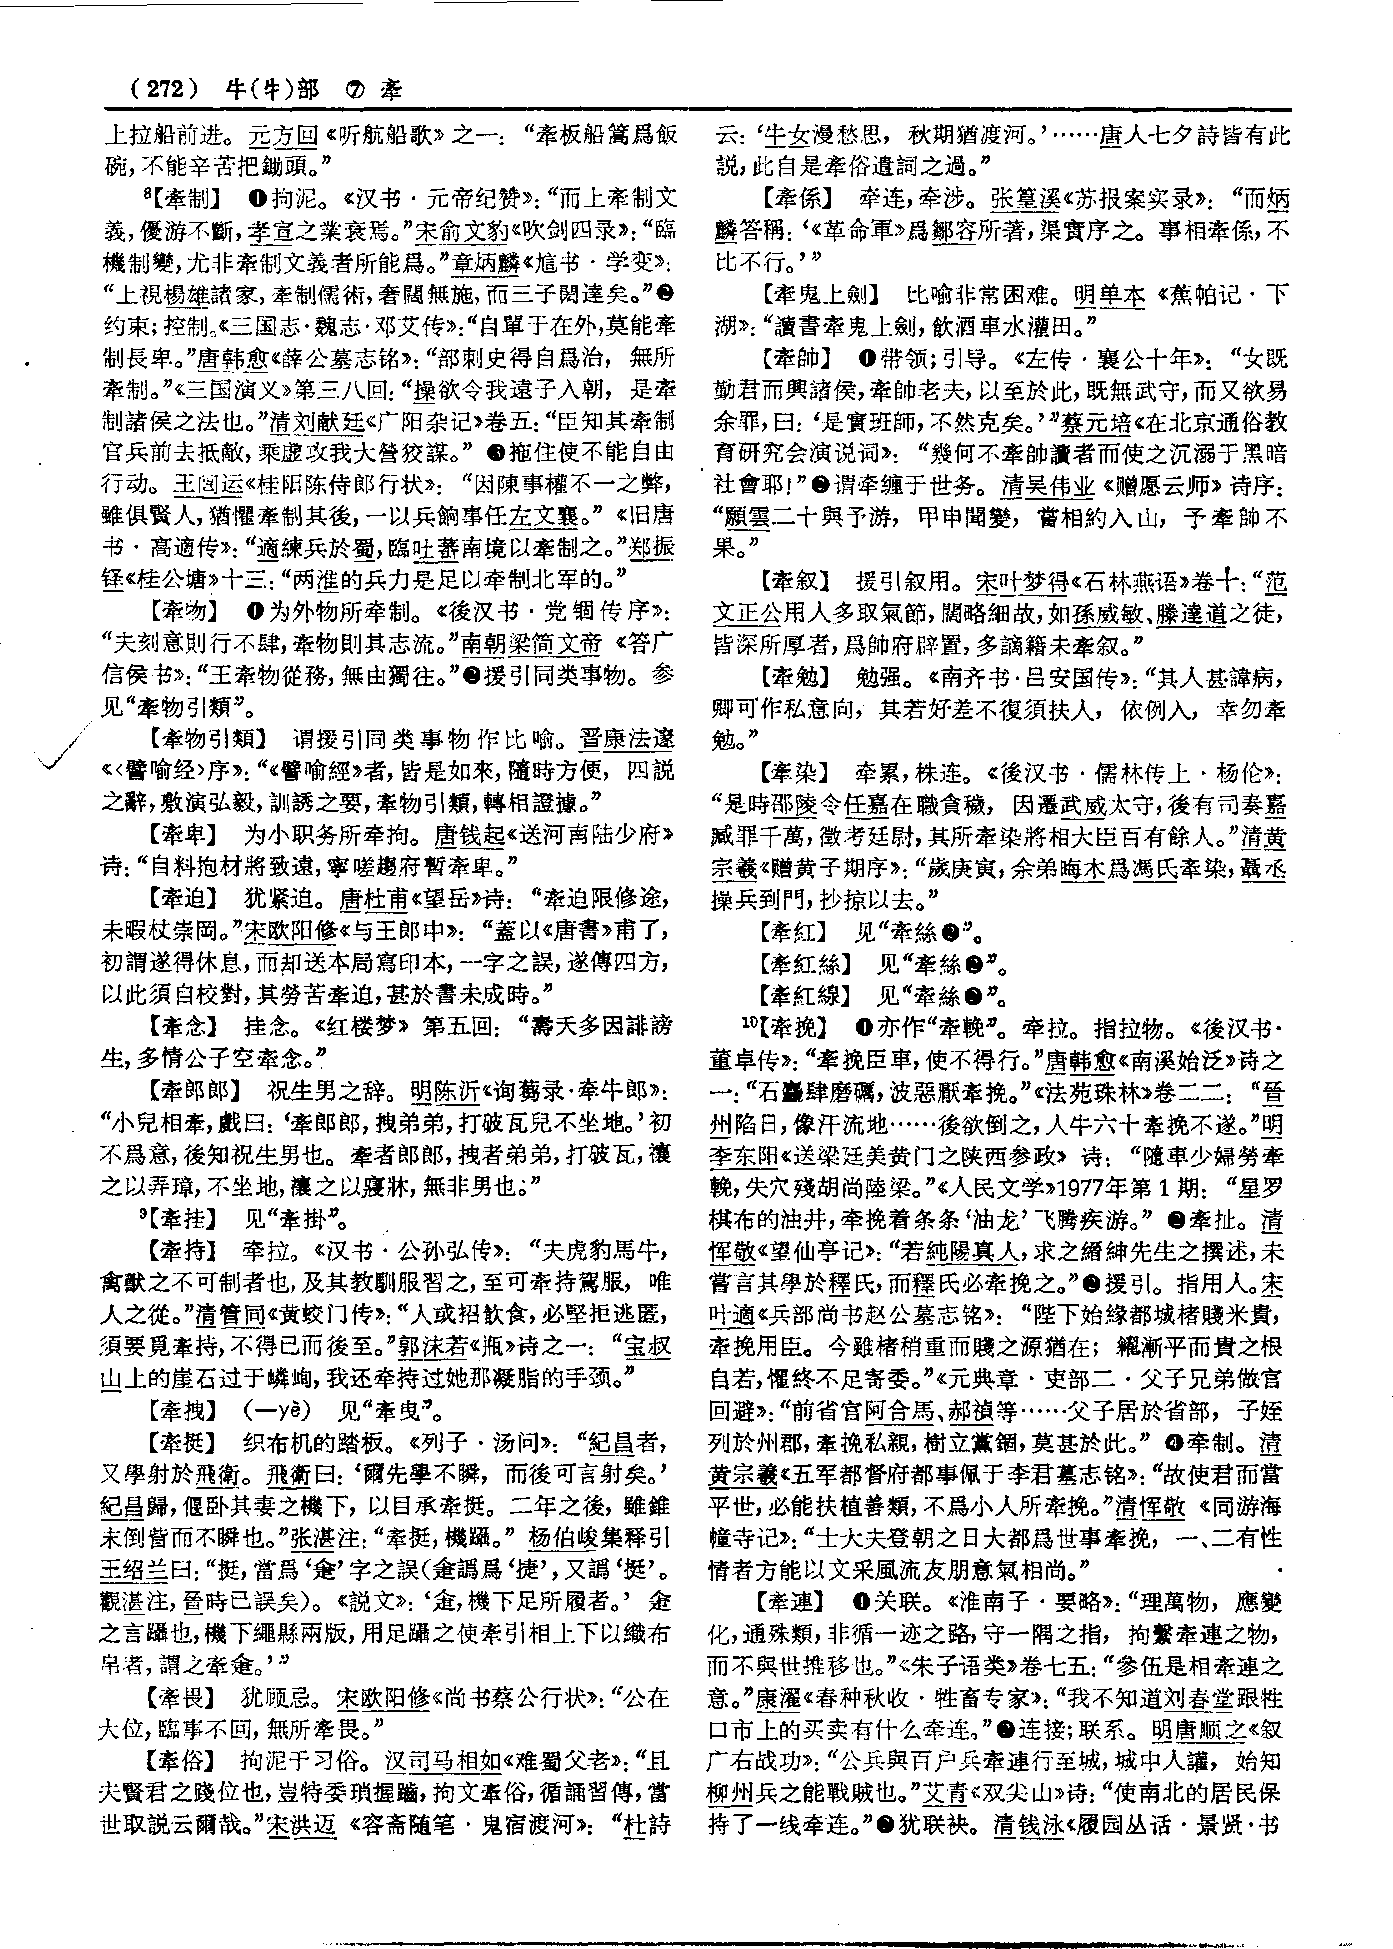 (272) 牛(牜)部 ⑦ 牽
上拉船前进。元方回《听航船歌》之一：“牽板船篙爲飯
碗，不能辛苦把鋤頭。”
⁸【牽制】 ❶拘泥。《汉书·元帝纪赞》：“而上牽制文
義，優游不斷，孝宣之業衰焉。”宋俞文豹《吹剑四录》：“臨
機制變，尤非牽制文義者所能爲。”章炳麟《訄书·学变》：
“上視楊雄諸家，牽制儒術，奢闊無施，而三子閎達矣。”❷
约束；控制。《三国志·魏志·邓艾传》：“自單于在外，莫能牽
制長卑。”唐韩愈《薛公墓志铭》：“部刺史得自爲治，無所
牽制。”《三国演义》第三八回：“操欲令我遠子入朝，是牽
制諸侯之法也。”清刘献廷《广阳杂记》卷五：“臣知其牽制
官兵前去抵敵，乘虛攻我大營狡謀。” ❸拖住使不能自由
行动。王闿运《桂阳陈侍郎行状》：“因陳事權不一之弊，
雖俱賢人，猶懼牽制其後，一以兵餉事任左文襄。”《旧唐
书·高適传》：“適練兵於蜀，臨吐蕃南境以牽制之。”郑振
铎《桂公塘》十三：“两淮的兵力是足以牵制北军的。”
【牽物】 ❶为外物所牵制。《後汉书·党锢传序》：
“夫刻意則行不肆，牽物則其志流。”南朝梁简文帝《答广
信侯书》：“王牽物從務，無由獨往。”❷援引同类事物。参
见“牽物引類”。
【牽物引類】 谓援引同类事物作比喻。晋康法邃
《〈譬喻经〉序》：“《譬喻經》者，皆是如來，隨時方便，四説
之辭，敷演弘毅，訓誘之要，牽物引類，轉相證據。”
【牽卑】 为小职务所牵拘。唐钱起《送河南陆少府》
诗：“自料抱材將致遠，寧嗟趨府暫牽卑。”
【牽迫】 犹紧迫。唐杜甫《望岳》诗：“牽迫限修途，
未暇杖崇岡。”宋欧阳修《与王郎中》：“蓋以《唐書》甫了，
初謂遂得休息，而却送本局寫印本，一字之誤，遂傳四方，
以此須自校對，其勞苦牽迫，甚於書未成時。”
【牽念】 挂念。《红楼梦》第五回：“壽夭多因誹謗
生，多情公子空牽念。”
【牽郎郎】 祝生男之辞。明陈沂《询蒭录·牵牛郎》：
“小兒相牽，戲曰：‘牽郎郎，拽弟弟，打破瓦兒不坐地。’初
不爲意，後知祝生男也。牽者郎郎，拽者弟弟，打破瓦，禳
之以弄璋，不坐地，禳之以寢牀，無非男也。”
⁹【牽挂】 见“牽掛”。
【牽持】 牵拉。《汉书·公孙弘传》：“夫虎豹馬牛，
禽獸之不可制者也，及其教馴服習之，至可牽持駕服，唯
人之從。”清管同《黄蛟门传》：“人或招飲食，必堅拒逃匿，
須要覓牽持，不得已而後至。”郭沫若《瓶》诗之一：“宝叔
山上的崖石过于嶙峋，我还牵持过她那凝脂的手颈。”
【牽拽】 （一yè） 见“牽曳”。
【牽挺】 织布机的踏板。《列子·汤问》：“紀昌者，
又學射於飛衛。飛衛曰：‘爾先學不瞬，而後可言射矣。’
紀昌歸，偃卧其妻之機下，以目承牽挺。二年之後，雖錐
末倒眥而不瞬也。”张湛注：“牽挺，機躡。” 杨伯峻集释引
王绍兰曰：“挺，當爲‘疌’字之誤（疌譌爲‘捷’，又譌‘挺’。
觀湛注，晉時已誤矣）。《説文》：‘疌，機下足所履者。’ 疌
之言躡也，機下繩縣兩版，用足躡之使牽引相上下以織布
帛者，謂之牽疌。’”
【牽畏】 犹顾忌。宋欧阳修《尚书蔡公行状》：“公在
大位，臨事不回，無所牽畏。”
【牽俗】 拘泥于习俗。汉司马相如《难蜀父老》：“且
夫賢君之踐位也，豈特委瑣握齱，拘文牽俗，循誦習傳，當
世取説云爾哉。”宋洪迈《容斋随笔·鬼宿渡河》：“杜詩
云：‘牛女漫愁思，秋期猶渡河。’……唐人七夕詩皆有此
説，此自是牽俗遣詞之過。”
【牽係】 牵连，牵涉。张篁溪《苏报案实录》：“而炳
麟答稱：‘《革命軍》爲鄒容所著，渠實序之。事相牽係，不
比不行。’”
【牽鬼上劍】 比喻非常困难。明单本《蕉帕记·下
湖》：“讀書牽鬼上劍，飲酒車水灌田。”
【牽帥】 ❶带领；引导。《左传·襄公十年》：“女既
勤君而興諸侯，牽帥老夫，以至於此，既無武守，而又欲易
余罪，曰：‘是實班師，不然克矣。’”蔡元培《在北京通俗教
育研究会演说词》：“幾何不牽帥讀者而使之沉溺于黑暗
社會耶！”❷谓牵缠于世务。清吴伟业《赠愿云师》诗序：
“願雲二十與予游，甲申聞變，嘗相約入山，予牽帥不
果。”
【牽叙】 援引叙用。宋叶梦得《石林燕语》卷十：“范
文正公用人多取氣節，闊略細故，如孫威敏、滕達道之徒，
皆深所厚者，爲帥府辟置，多謫籍未牽叙。”
【牽勉】 勉强。《南齐书·吕安国传》：“其人甚諱病，
卿可作私意向，其若好差不復須扶人，依例入，幸勿牽
勉。”
【牽染】 牵累，株连。《後汉书·儒林传上·杨伦》：
“是時邵陵令任嘉在職貪穢，因遷武威太守，後有司奏嘉
臧罪千萬，徵考廷尉，其所牽染將相大臣百有餘人。”清黄
宗羲《赠黄子期序》：“歲庚寅，余弟晦木爲馮氏牽染，聶丞
操兵到門，抄掠以去。”
【牽紅】 见“牽絲❷”。
【牽紅絲】 见“牽絲❷”。
【牽紅線】 见“牽絲❷”。
¹⁰【牽挽】 ❶亦作“牽輓”。牵拉。指拉物。《後汉书·
董卓传》：“牽挽臣車，使不得行。”唐韩愈《南溪始泛》诗之
一：“石麤肆磨礪，波惡厭牽挽。”《法苑珠林》卷二二：“晉
州陷日，像汗流地……後欲倒之，人牛六十牽挽不遂。”明
李东阳《送梁廷美黄门之陕西参政》 诗：“隨車少婦勞牽
輓，失穴殘胡尚陸梁。”《人民文学》1977年第1期：“星罗
棋布的油井，牵挽着条条‘油龙’飞腾疾游。” ❷牽扯。清
恽敬《望仙亭记》：“若純陽真人，求之縉紳先生之撰述，未
嘗言其學於釋氏，而釋氏必牽挽之。”❸援引。指用人。宋
叶適《兵部尚书赵公墓志铭》：“陛下始緣都城楮賤米貴，
牽挽用臣。今雖楮稍重而賤之源猶在；糴漸平而貴之根
自若，懼終不足寄委。”《元典章·吏部二·父子兄弟做官
回避》：“前省官阿合馬、郝禎等……父子居於省部，子姪
列於州郡，牽挽私親，樹立黨錮，莫甚於此。” ❹牽制。清
黄宗羲《五军都督府都事佩于李君墓志铭》：“故使君而當
平世，必能扶植善類，不爲小人所牽挽。”清恽敬《同游海
幢寺记》：“士大夫登朝之日大都爲世事牽挽，一、二有性
情者方能以文采風流友朋意氣相尚。”
【牽連】 ❶关联。《淮南子·要略》：“理萬物，應變
化，通殊類，非循一迹之路，守一隅之指，拘繫牽連之物，
而不與世推移也。”《朱子语类》卷七五：“參伍是相牽連之
意。”康濯《春种秋收·牲畜专家》：“我不知道刘春堂跟牲
口市上的买卖有什么牵连。”❷连接；联系。明唐顺之《叙
广右战功》：“公兵與百户兵牽連行至城，城中人讙，始知
柳州兵之能戰賊也。”艾青《双尖山》诗：“使南北的居民保
持了一线牵连。”❸犹联袂。清钱泳《履园丛话·景贤·书